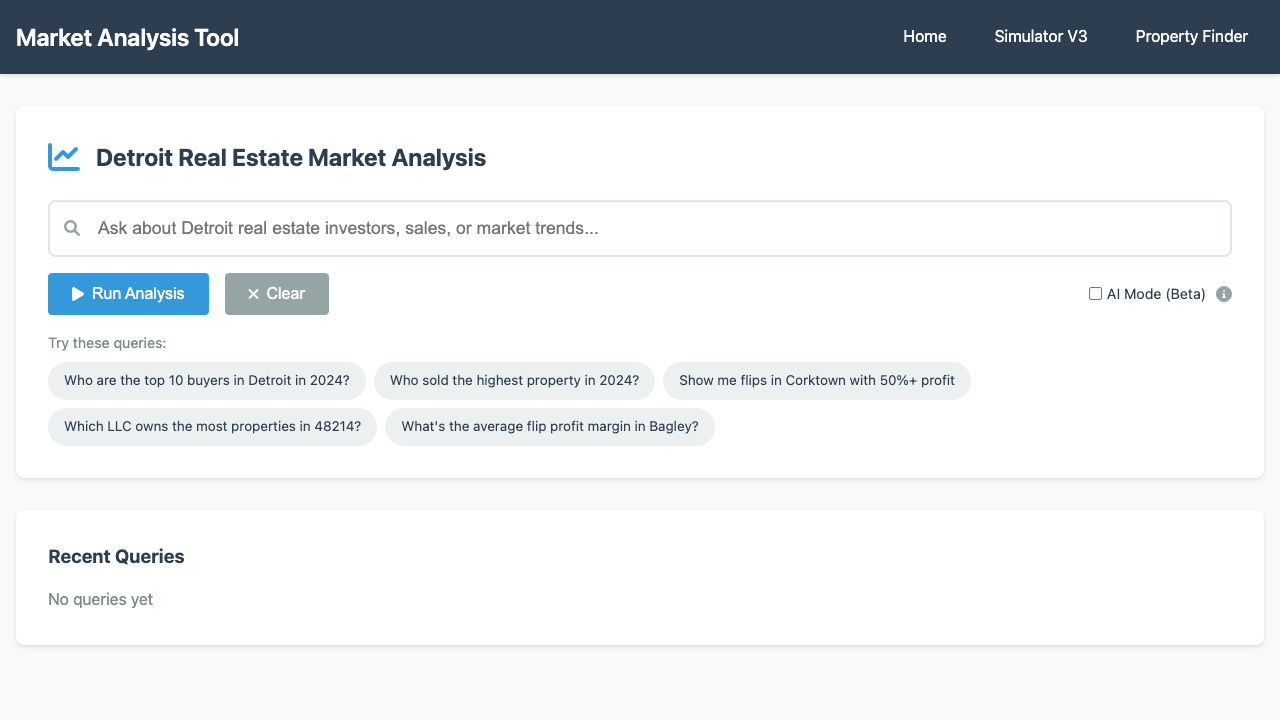 Market Analysis Tool
Home
Simulator V3
Property Finder
Detroit Real Estate Market Analysis
Ask about Detroit real estate investors, sales, or market trends...
Run Analysis
Clear
AI Mode (Beta)
Try these queries:
Who are the top 10 buyers in Detroit in 2024?
Who sold the highest property in 2024?
Show me flips in Corktown with 50%+ profit
Which LLC owns the most properties in 48214?
What's the average flip profit margin in Bagley?
Recent Queries
No queries yet